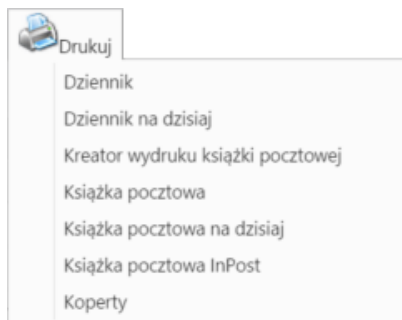 Drukuj
Dziennik
Dziennik na dzisiaj
Kreator wydruku książki pocztowej
Książka pocztowa
Książka pocztowa na dzisiaj
Książka pocztowa InPost
Koperty